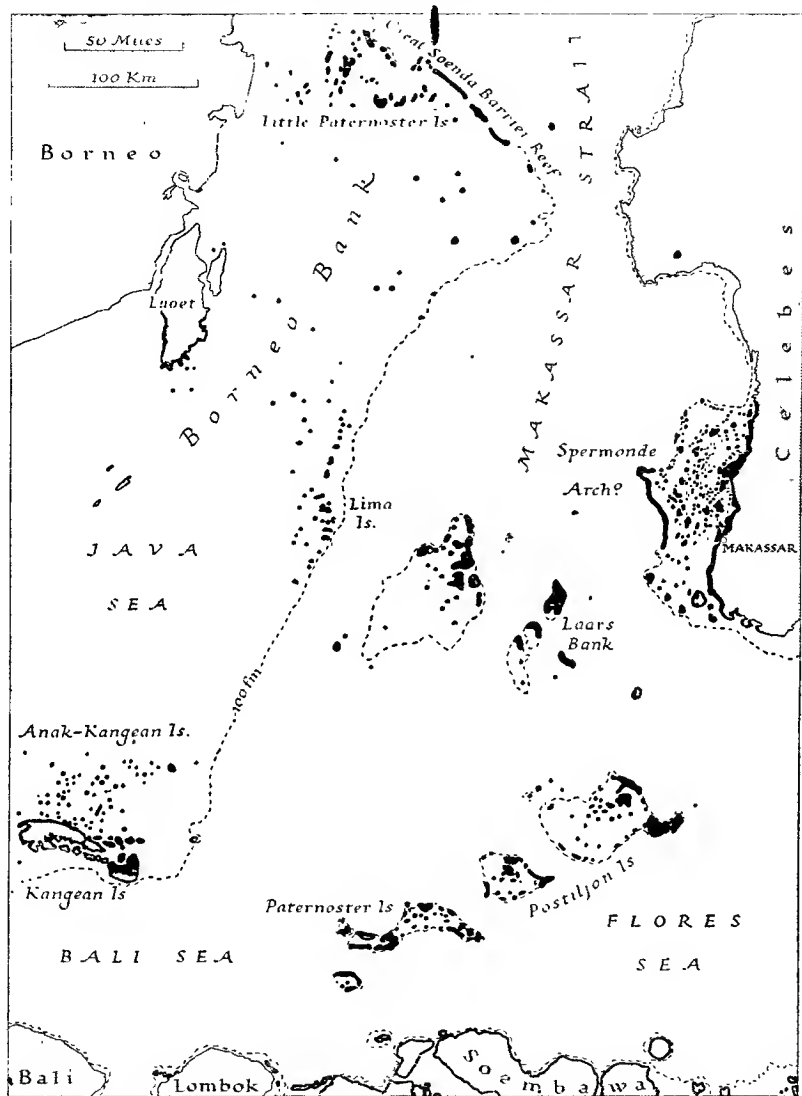 50 Miles
100 Km
Great Soenda Barrier Reef
Little Paternoster Is
Borneo
MAKASSAR STRAIT
Borneo Bank
Laoet
Celebes
Spermonde
Arch?
Lima
Is.
MAKASSAR
JAVA
SEA
Laars
Bank
100fm
Anak-Kangean Is.
Kangean Is
Postiljon Is
Paternoster Is
FLORES
SEA
BALI SEA
Bali
Lombok
Soembawa